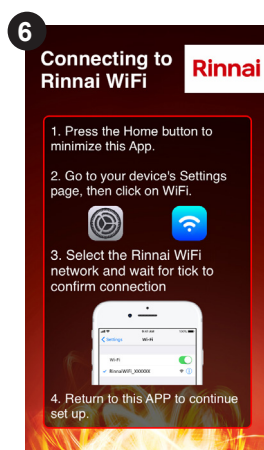 6
Connecting to
Rinnai WiFi
Rinnai
1. Press the Home button to
minimize this App.
2. Go to your device's Settings
page, then click on WiFi.
3. Select the Rinnai WiFi
network and wait for tick to
confirm connection
Settings Wi-Fi
Wi-Fi
RinnaiWiFi_XXXXXX
4. Return to this APP to continue
set up.